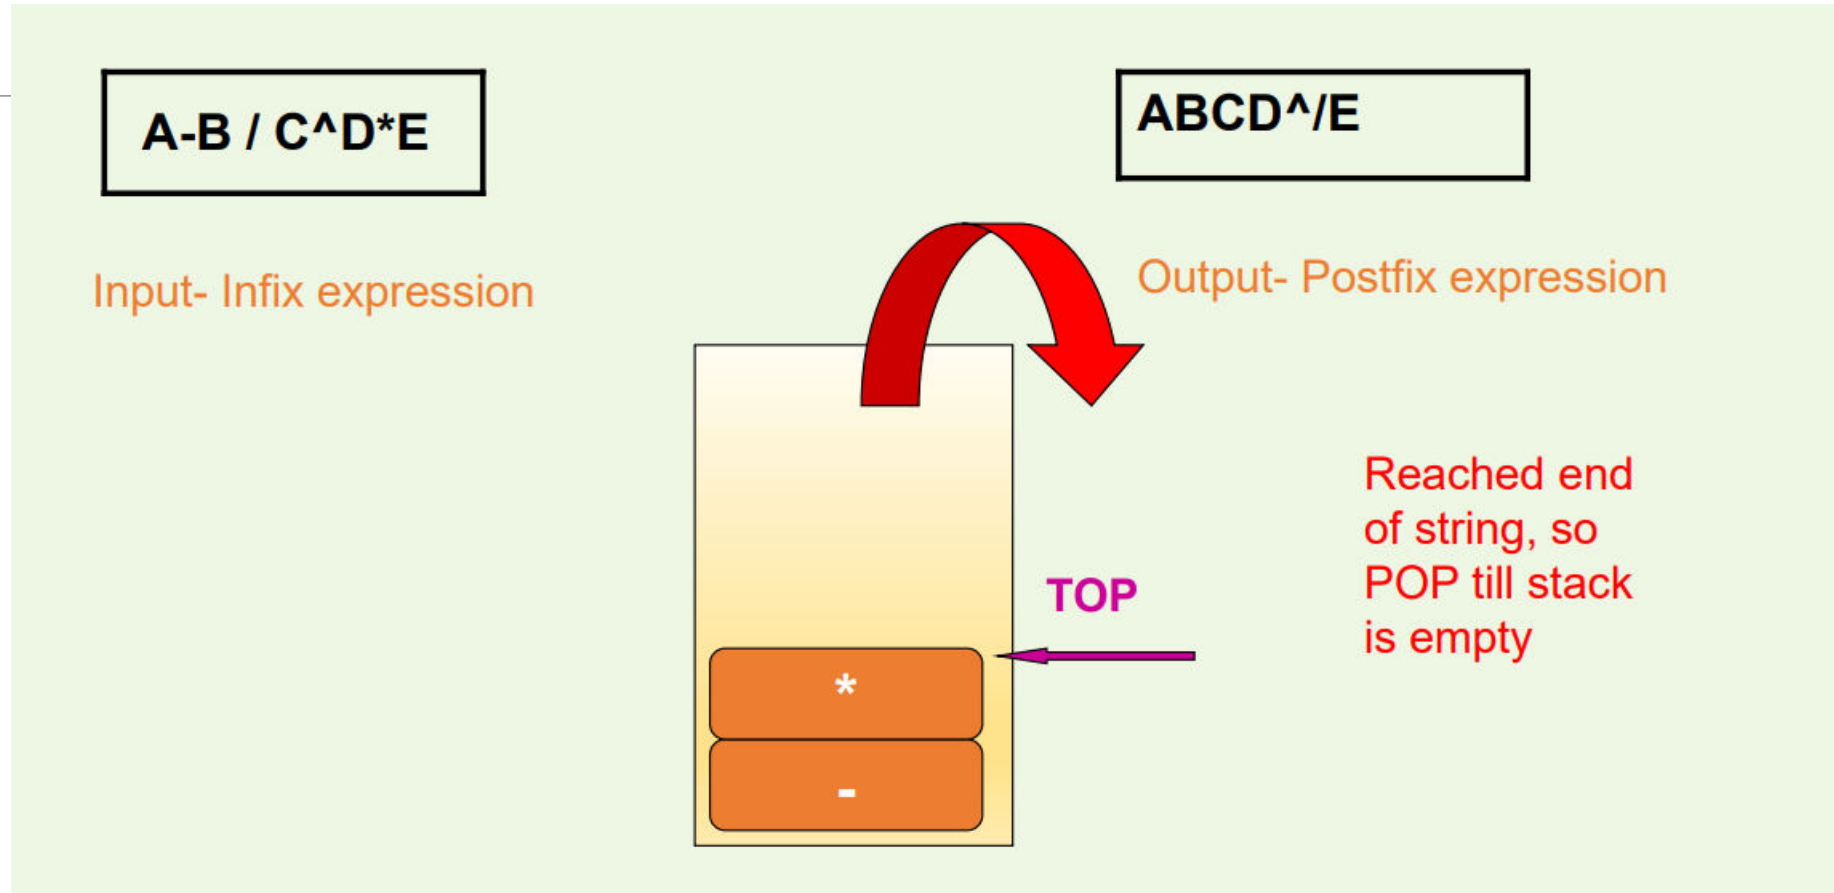 A-B / C^D*E
ABCD^/E
Input- Infix expression
Output- Postfix expression
Reached end
of string, so
POP till stack
is empty
TOP
*
-